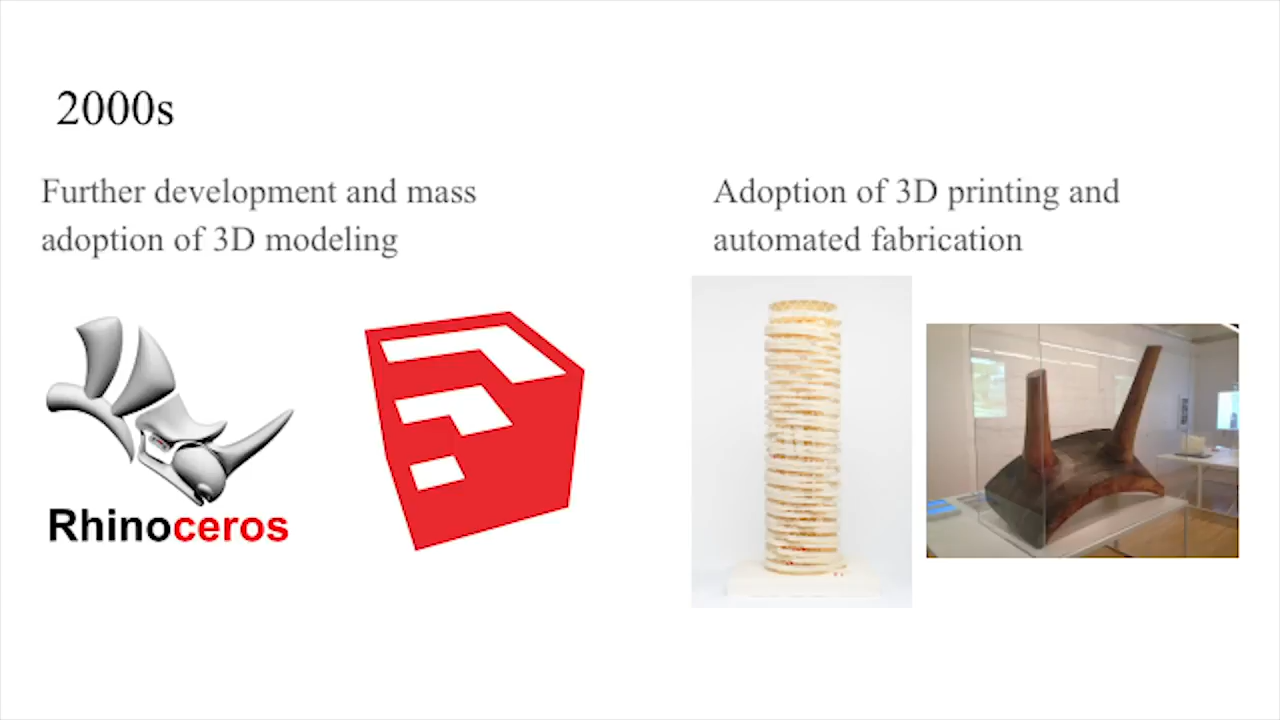 2000s
Further development and mass
adoption of 3D modeling
Adoption of 3D printing and
automated fabrication
Rhinoceros